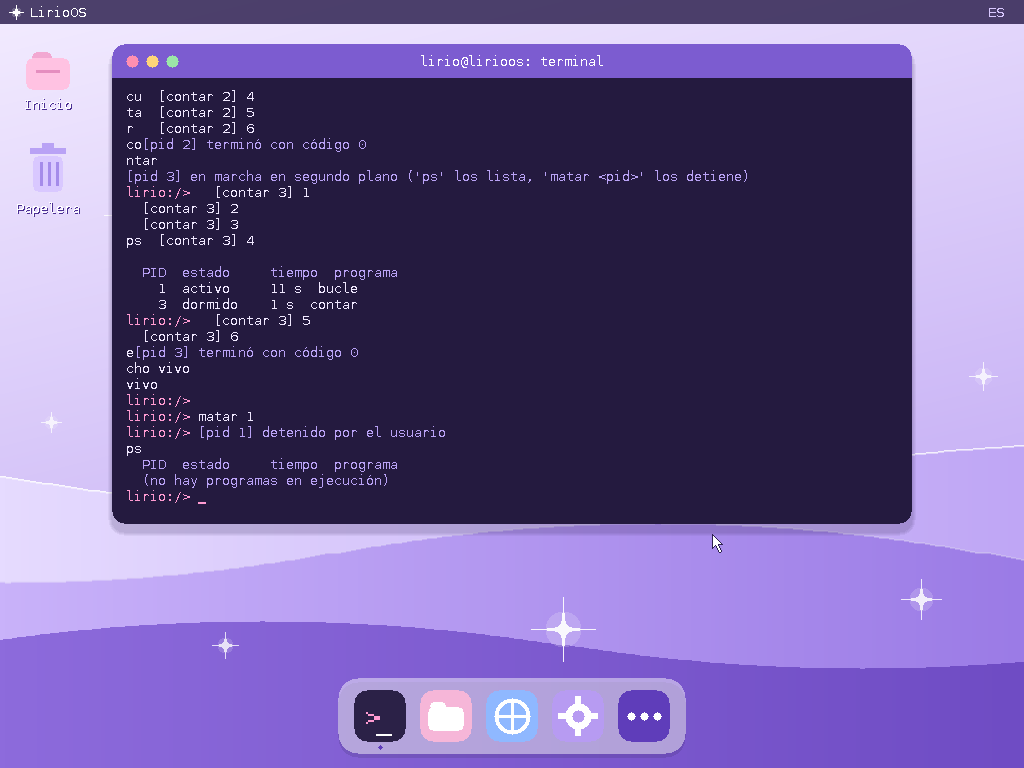 LirioOS
ES
Inicio
Papelera
lirio@lirioos: terminal
cu  [contar 2] 4
ta  [contar 2] 5
r   [contar 2] 6
co[pid 2] terminó con código 0
ntar
[pid 3] en marcha en segundo plano ('ps' los lista, 'matar <pid>' los detiene)
lirio:/>   [contar 3] 1
  [contar 3] 2
  [contar 3] 3
ps  [contar 3] 4
  PID  estado     tiempo  programa
    1  activo     11 s  bucle
    3  dormido    1 s  contar
lirio:/>   [contar 3] 5
  [contar 3] 6
e[pid 3] terminó con código 0
cho vivo
vivo
lirio:/>
lirio:/> matar 1
lirio:/> [pid 1] detenido por el usuario
ps
  PID  estado     tiempo  programa
  (no hay programas en ejecución)
lirio:/> _
>_